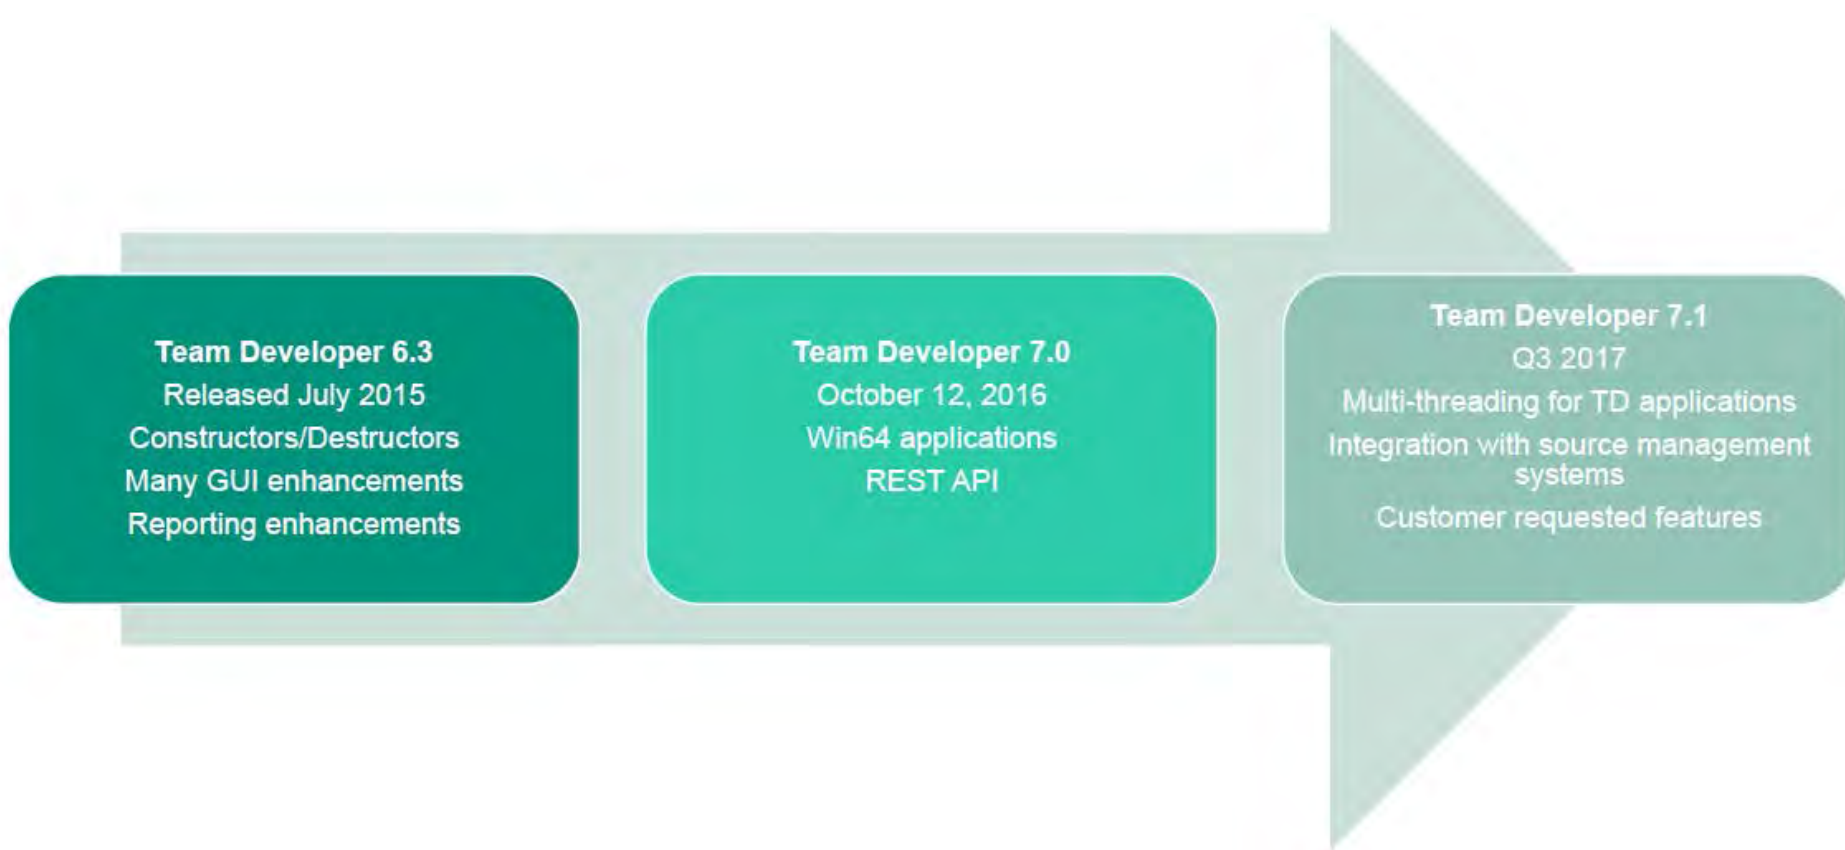 Team Developer 6.3
Released July 2015
Constructors/Destructors
Many GUI enhancements
Reporting enhancements
Team Developer 7.0
October 12, 2016
Win64 applications
REST API
Team Developer 7.1
Q3 2017
Multi-threading for TD applications
Integration with source management
systems
Customer requested features